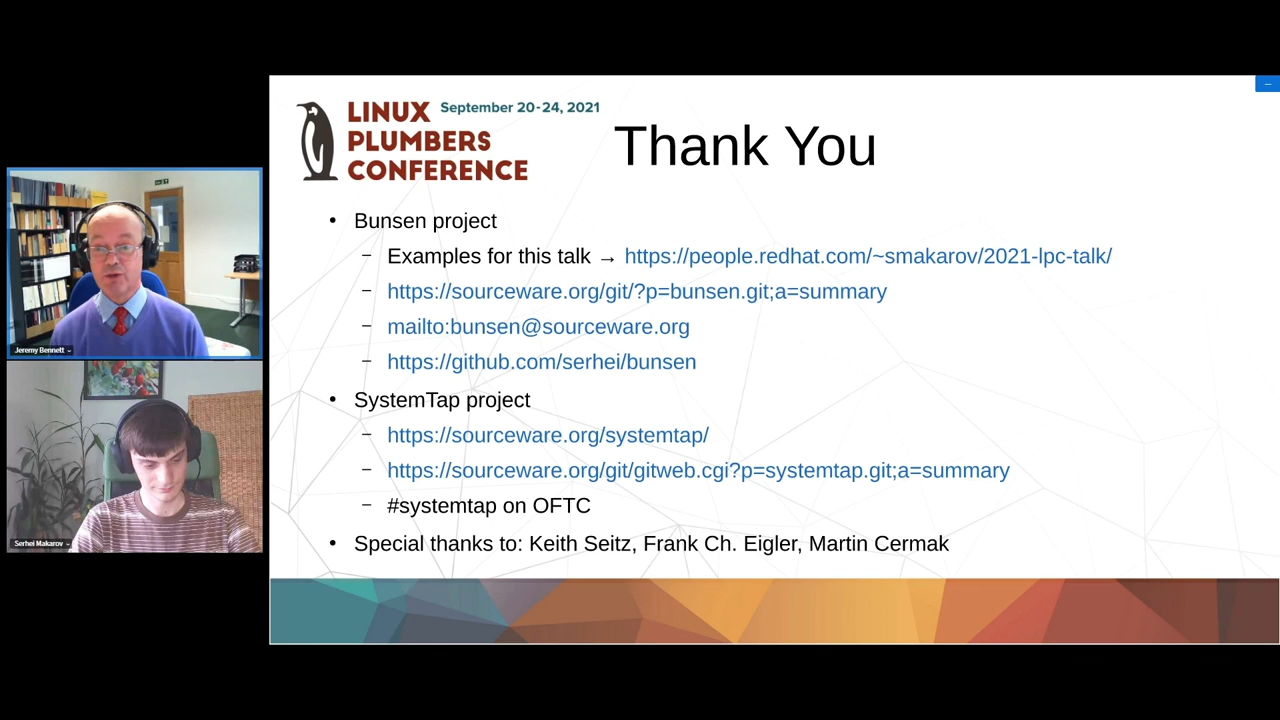 LINUX September 20-24, 2021
PLUMBERS
CONFERENCE
Thank You
• Bunsen project
– Examples for this talk → https://people.redhat.com/~smakarov/2021-lpc-talk/
– https://sourceware.org/git/?p=bunsen.git;a=summary
– mailto:bunsen@sourceware.org
– https://github.com/serhei/bunsen
• SystemTap project
– https://sourceware.org/systemtap/
– https://sourceware.org/git/gitweb.cgi?p=systemtap.git;a=summary
– #systemtap on OFTC
• Special thanks to: Keith Seitz, Frank Ch. Eigler, Martin Cermak
Jeremy Bennett
Serhei Makarov